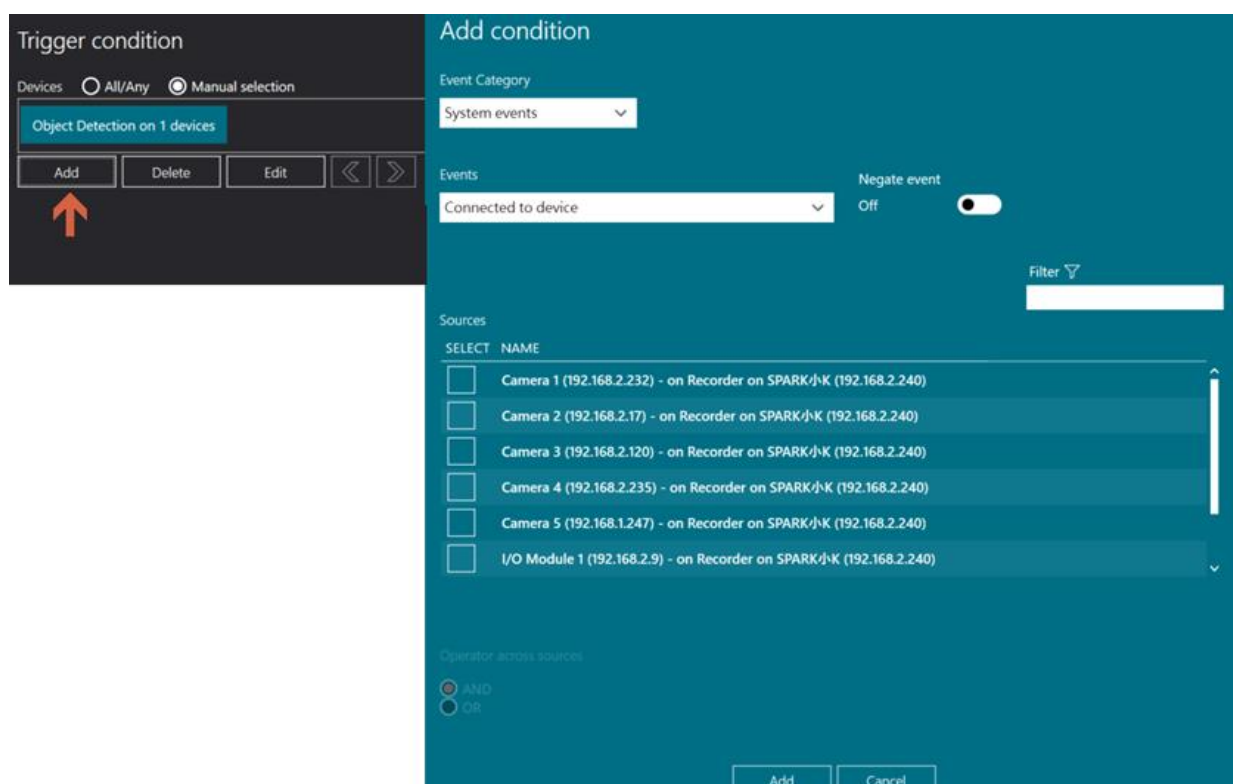 Trigger condition
Devices All/Any Manual selection
Object Detection on 1 devices
Add Delete Edit
Add condition
Event Category
System events
Events
Negate event
Connected to device
Off
Filter
Sources
SELECT NAME
Camera 1 (192.168.2.232) - on Recorder on SPARK小K (192.168.2.240)
Camera 2 (192.168.2.17) - on Recorder on SPARK小K (192.168.2.240)
Camera 3 (192.168.2.120) - on Recorder on SPARK小K (192.168.2.240)
Camera 4 (192.168.2.235) - on Recorder on SPARK小K (192.168.2.240)
Camera 5 (192.168.1.247) - on Recorder on SPARK小K (192.168.2.240)
I/O Module 1 (192.168.2.9) - on Recorder on SPARK小K (192.168.2.240)
Operator across sources
AND
OR
Add Cancel